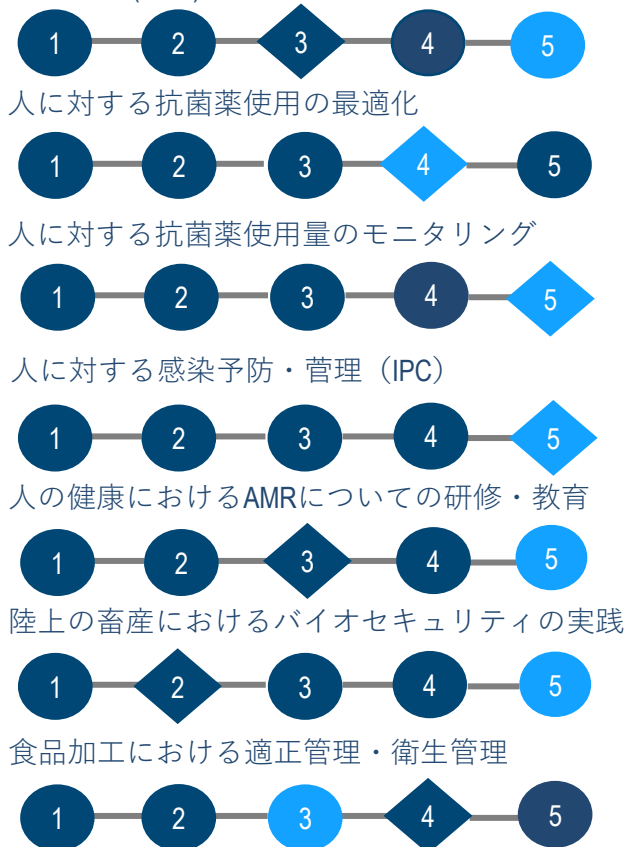 1 2 3 4 5
人に対する抗菌薬使用の最適化
1 2 3 4 5
人に対する抗菌薬使用量のモニタリング
1 2 3 4 5
人に対する感染予防・管理（IPC）
1 2 3 4 5
人の健康におけるAMRについての研修・教育
1 2 3 4 5
陸上の畜産におけるバイオセキュリティの実践
1 2 3 4 5
食品加工における適正管理・衛生管理
1 2 3 4 5